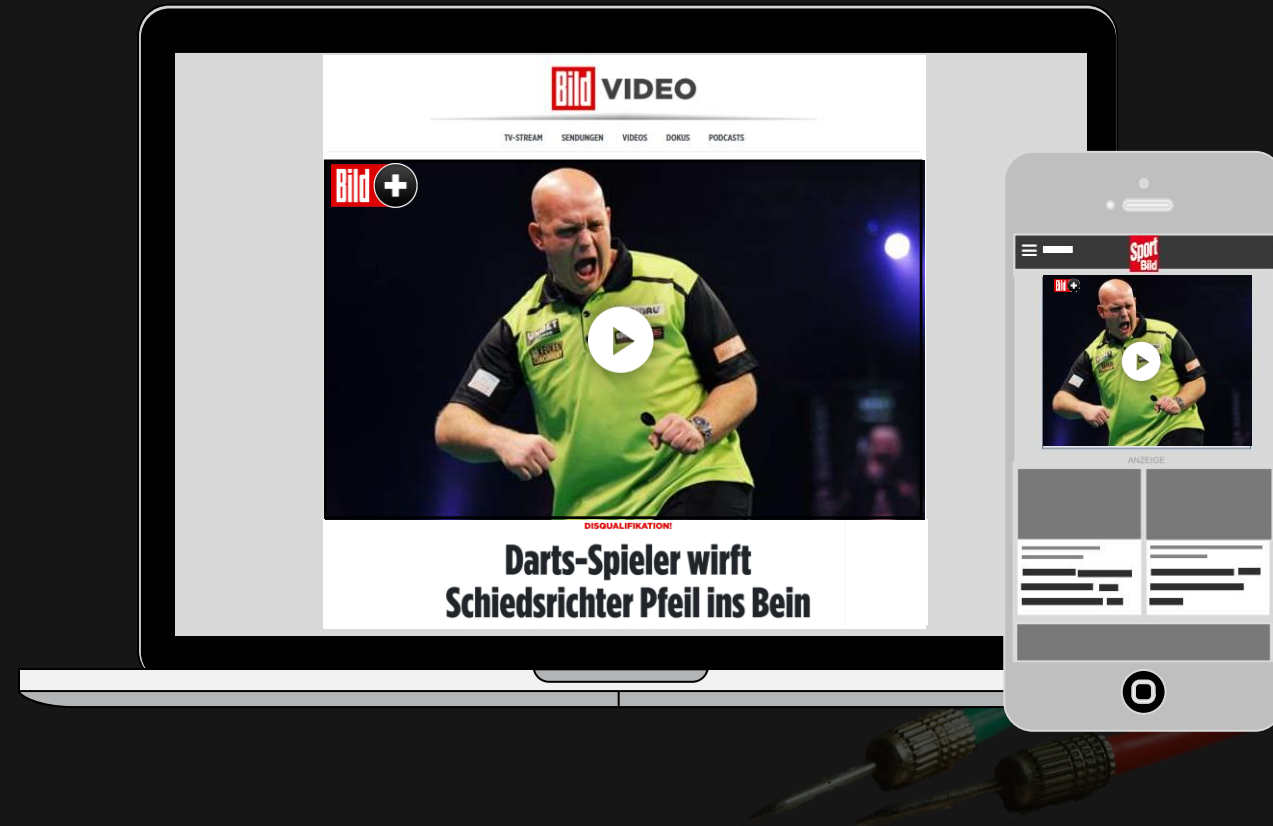 Bild VIDEO
TV-STREAM SENDUNGEN VIDEOS DOKUS PODCASTS
Bild +
DISQUALIFIKATION!
Darts-Spieler wirft
Schiedsrichter Pfeil ins Bein
Sport
Bild
Bild +
ANZEIGE